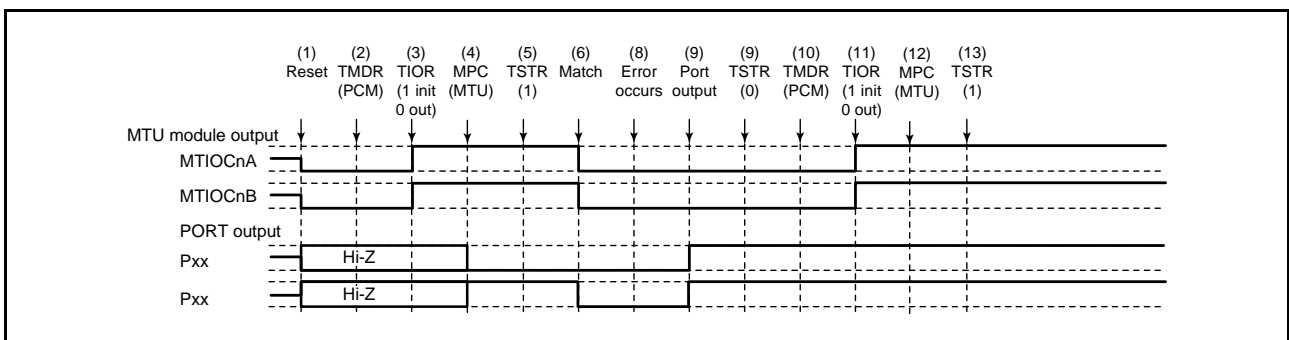 (1) (2) (3) (4) (5) (6) (8) (9) (9) (10) (11) (12) (13)
Reset TMDR TIOR MPC TSTR Match Error Port TSTR TMDR TIOR MPC TSTR
(PCM) (1 init (MTU) (1) occurs output (0) (PCM) (1 init (MTU) (1)
0 out) 0 out)
MTU module output
MTIOCnA
MTIOCnB
PORT output
Pxx Hi-Z
Pxx Hi-Z